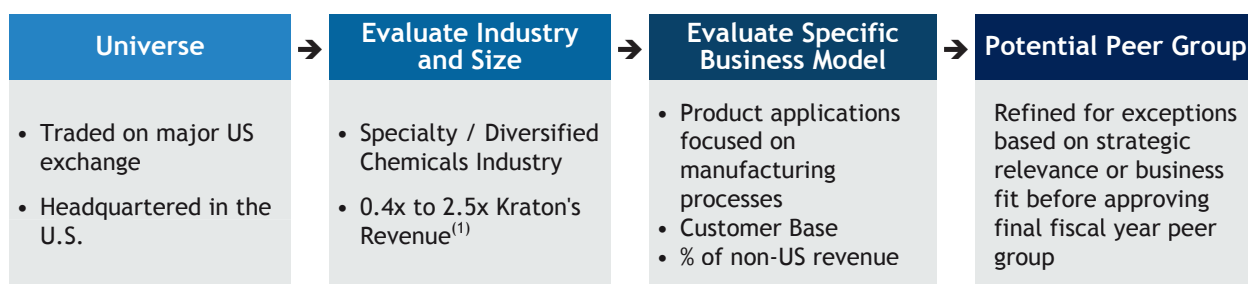 Universe
• Traded on major US
exchange
• Headquartered in the
U.S.
Evaluate Industry
and Size
• Specialty / Diversified
Chemicals Industry
• 0.4x to 2.5x Kraton's
Revenue(1)
Evaluate Specific
Business Model
• Product applications
focused on
manufacturing
processes
• Customer Base
• % of non-US revenue
Potential Peer Group
Refined for exceptions
based on strategic
relevance or business
fit before approving
final fiscal year peer
group